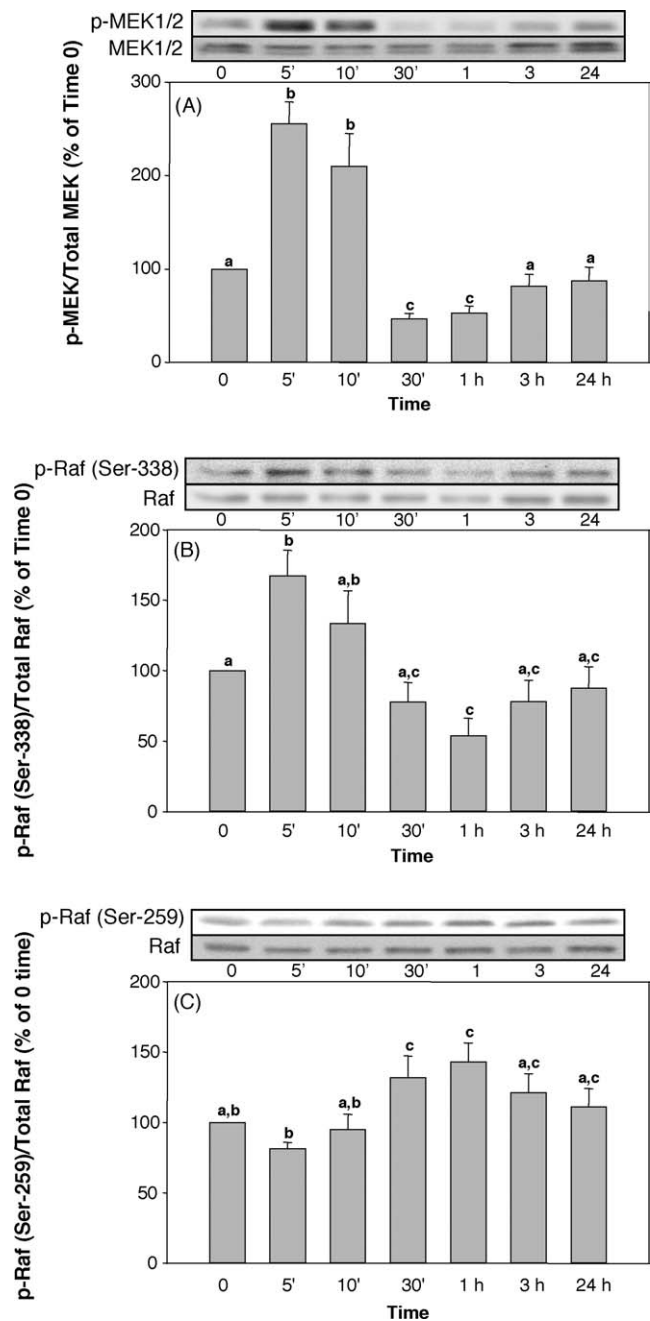 p-MEK1/2
MEK1/2
0 5' 10' 30' 1 3 24
p-MEK/Total MEK (% of Time 0)
300
200
100
0
(A)
a b b c c a a
0 5' 10' 30' 1 h 3 h 24 h
Time
p-Raf (Ser-338)
Raf
0 5' 10' 30' 1 3 24
p-Raf (Ser-338)/Total Raf (% of Time 0)
200
150
100
50
0
(B)
a b a,b a,c c a,c a,c
0 5' 10' 30' 1 h 3 h 24 h
Time
p-Raf (Ser-259)
Raf
0 5' 10' 30' 1 3 24
p-Raf (Ser-259)/Total Raf (% of 0 time)
200
150
100
50
0
(C)
a,b b a,b c c a,c a,c
0 5' 10' 30' 1 h 3 h 24 h
Time